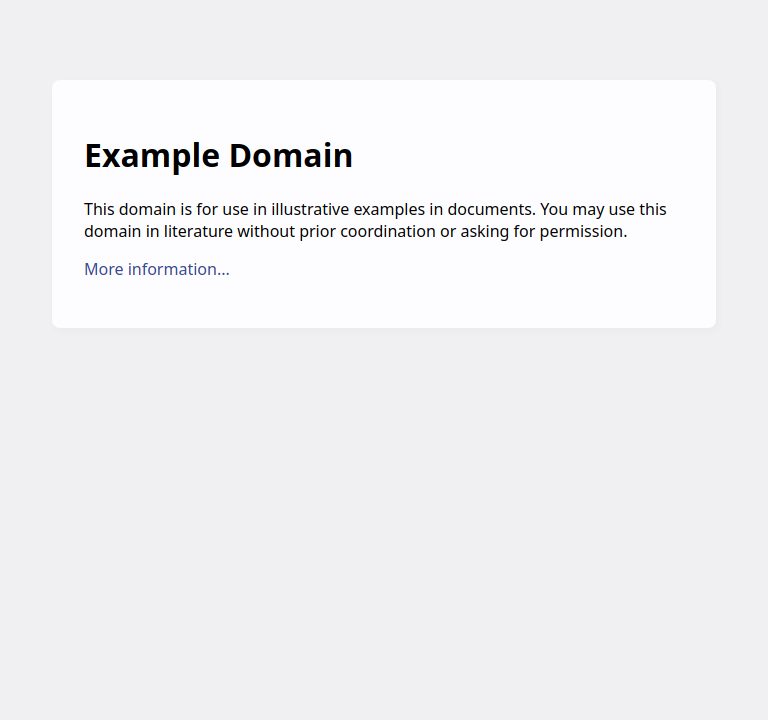 Example Domain
This domain is for use in illustrative examples in documents. You may use this
domain in literature without prior coordination or asking for permission.
More information...